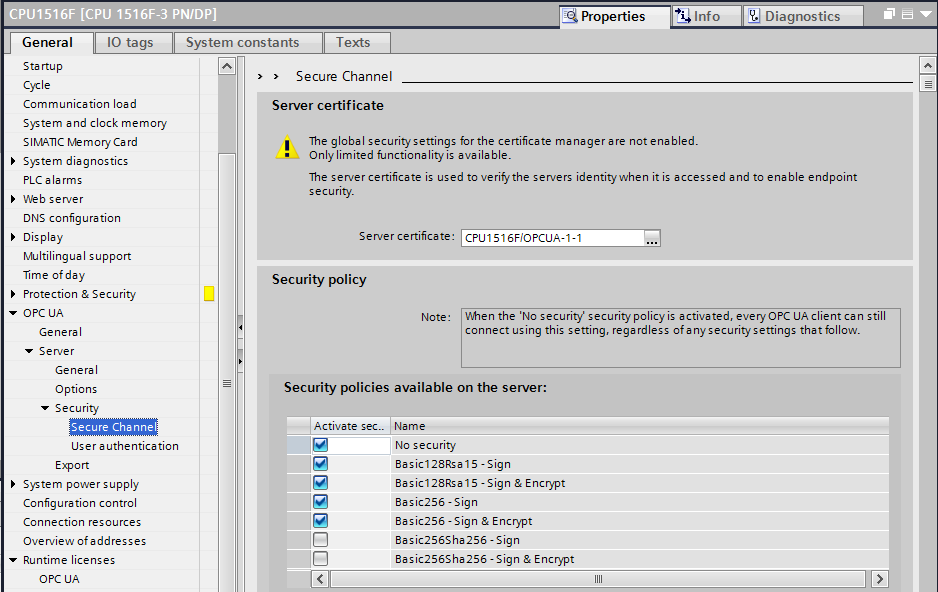 CPU1516F [CPU 1516F-3 PN/DP]
Properties
Info
Diagnostics
General
IO tags
System constants
Texts
Startup
Cycle
Communication load
System and clock memory
SIMATIC Memory Card
System diagnostics
PLC alarms
Web server
DNS configuration
Display
Multilingual support
Time of day
Protection & Security
OPC UA
General
Server
General
Options
Security
Secure Channel
User authentication
Export
System power supply
Configuration control
Connection resources
Overview of addresses
Runtime licenses
OPC UA
Secure Channel
Server certificate
The global security settings for the certificate manager are not enabled.
Only limited functionality is available.
The server certificate is used to verify the servers identity when it is accessed and to enable endpoint
security.
Server certificate: CPU1516F/OPCUA-1-1 ...
Security policy
Note: When the 'No security' security policy is activated, every OPC UA client can still
connect using this setting, regardless of any security settings that follow.
Security policies available on the server:
Activate sec.. Name
No security
Basic128Rsa15 - Sign
Basic128Rsa15 - Sign & Encrypt
Basic256 - Sign
Basic256 - Sign & Encrypt
Basic256Sha256 - Sign
Basic256Sha256 - Sign & Encrypt